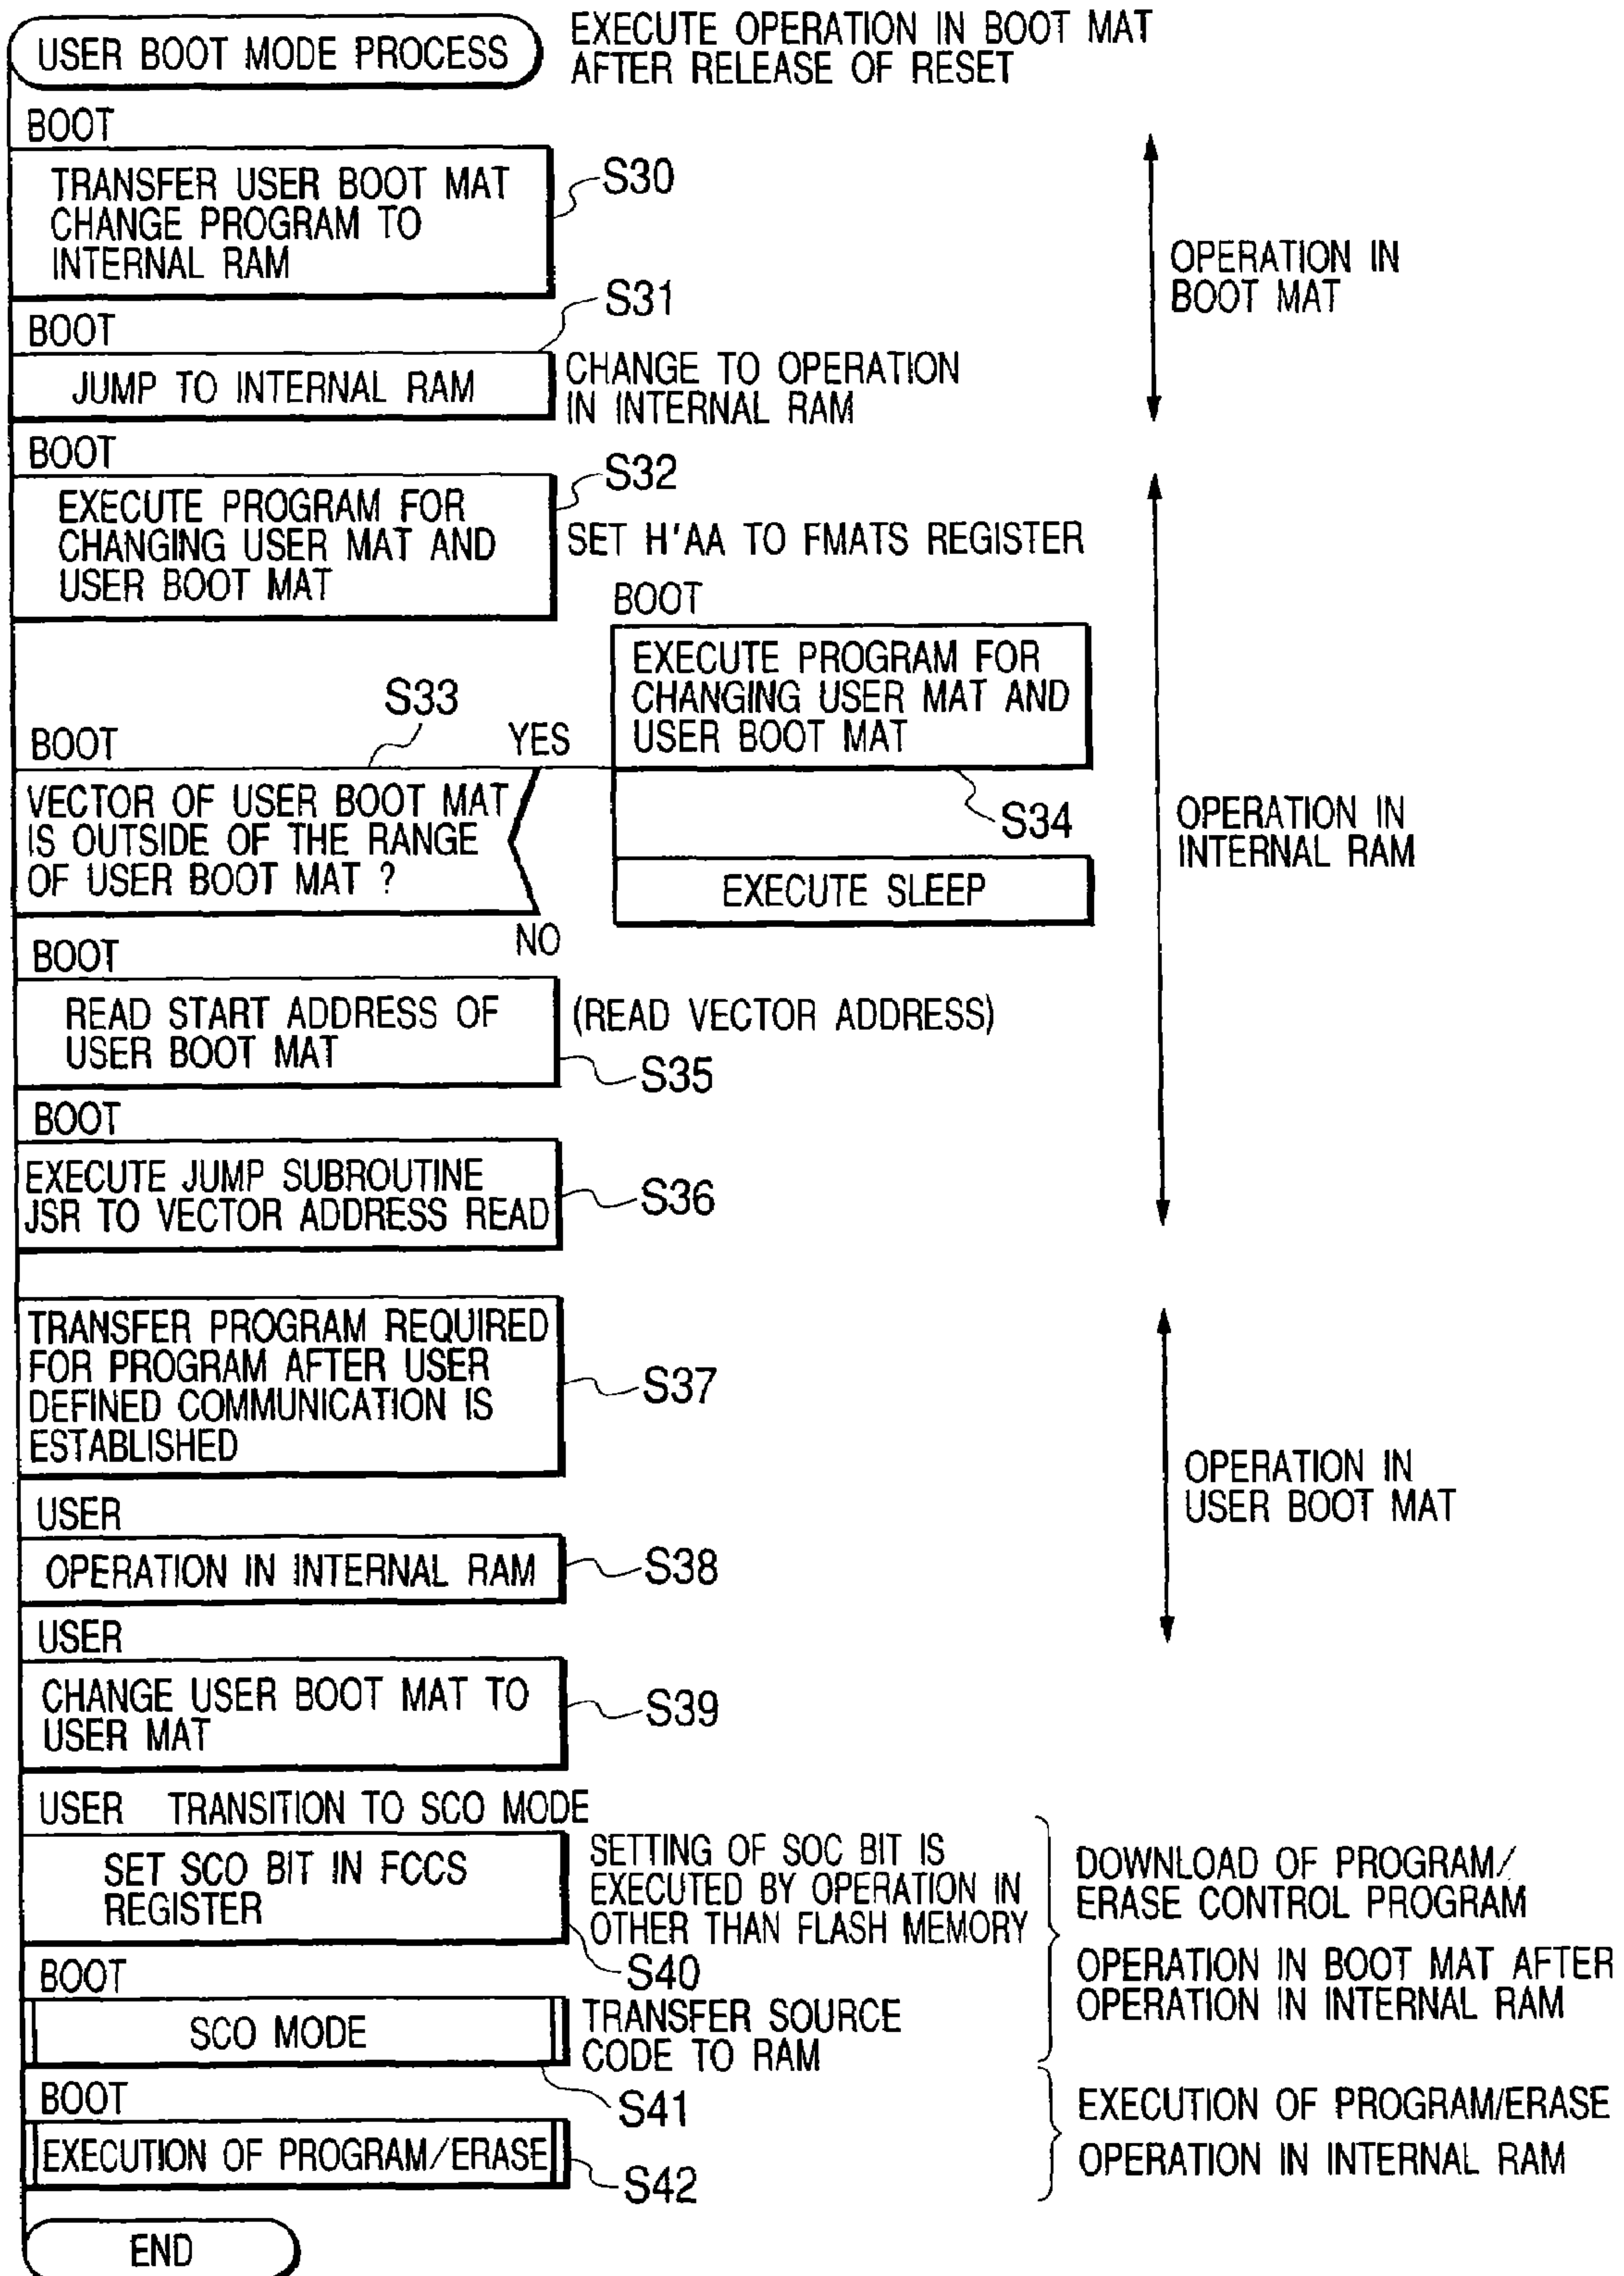 USER BOOT MODE PROCESS
EXECUTE OPERATION IN BOOT MAT
AFTER RELEASE OF RESET
BOOT
TRANSFER USER BOOT MAT
CHANGE PROGRAM TO
INTERNAL RAM
S30
OPERATION IN
BOOT MAT
S31
BOOT
JUMP TO INTERNAL RAM
CHANGE TO OPERATION
IN INTERNAL RAM
BOOT
S32
EXECUTE PROGRAM FOR
CHANGING USER MAT AND
USER BOOT MAT
SET H'AA TO FMATS REGISTER
BOOT
EXECUTE PROGRAM FOR
CHANGING USER MAT AND
USER BOOT MAT
S33
BOOT
YES
VECTOR OF USER BOOT MAT
IS OUTSIDE OF THE RANGE
OF USER BOOT MAT ?
S34
EXECUTE SLEEP
OPERATION IN
INTERNAL RAM
NO
BOOT
READ START ADDRESS OF
USER BOOT MAT
(READ VECTOR ADDRESS)
S35
BOOT
EXECUTE JUMP SUBROUTINE
JSR TO VECTOR ADDRESS READ
S36
TRANSFER PROGRAM REQUIRED
FOR PROGRAM AFTER USER
DEFINED COMMUNICATION IS
ESTABLISHED
S37
OPERATION IN
USER BOOT MAT
USER
OPERATION IN INTERNAL RAM
S38
USER
CHANGE USER BOOT MAT TO
USER MAT
S39
USER TRANSITION TO SCO MODE
SET SCO BIT IN FCCS
REGISTER
SETTING OF SOC BIT IS
EXECUTED BY OPERATION IN
OTHER THAN FLASH MEMORY
S40
DOWNLOAD OF PROGRAM/
ERASE CONTROL PROGRAM
OPERATION IN BOOT MAT AFTER
OPERATION IN INTERNAL RAM
BOOT
SCO MODE
TRANSFER SOURCE
CODE TO RAM
S41
BOOT
EXECUTION OF PROGRAM/ERASE
S42
EXECUTION OF PROGRAM/ERASE
OPERATION IN INTERNAL RAM
END